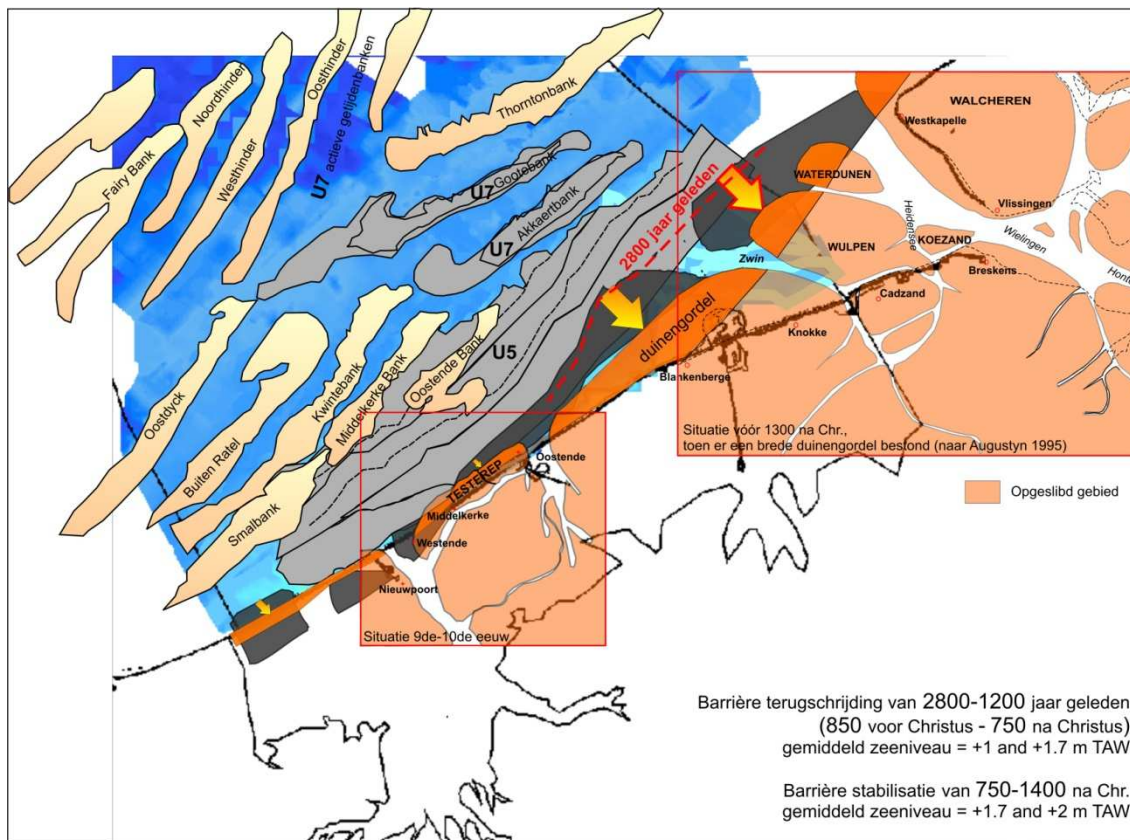 Noordhinder
Fairy Bank
Westhinder
Oosthinder
U7 actieve getijdenbanken
Thorntonbank
U7
Gootebank
Akkaertbank
U7
2800 jaar geleden
WALCHEREN
Westkapelle
WATERDUNEN
Vlissingen
Heidensee
WULPEN
KOEZAND
Wielingen
Breskens
Honte
Zwin
Cadzand
Knokke
duinengordel
Blankenberge
U5
Oostende Bank
Middelkerke Bank
Kwintebank
Buiten Ratel
Oostdyck
Smalbank
Situatie vóór 1300 na Chr.,
toen er een brede duinengordel bestond (naar Augustyn 1995)
Opgeslibd gebied
Oostende
TESTEREP
Middelkerke
Westende
Nieuwpoort
Situatie 9de-10de eeuw
Barrière terugschrijding van 2800-1200 jaar geleden
(850 voor Christus - 750 na Christus)
gemiddeld zeeniveau = +1 and +1.7 m TAW
Barrière stabilisatie van 750-1400 na Chr.
gemiddeld zeeniveau = +1.7 and +2 m TAW